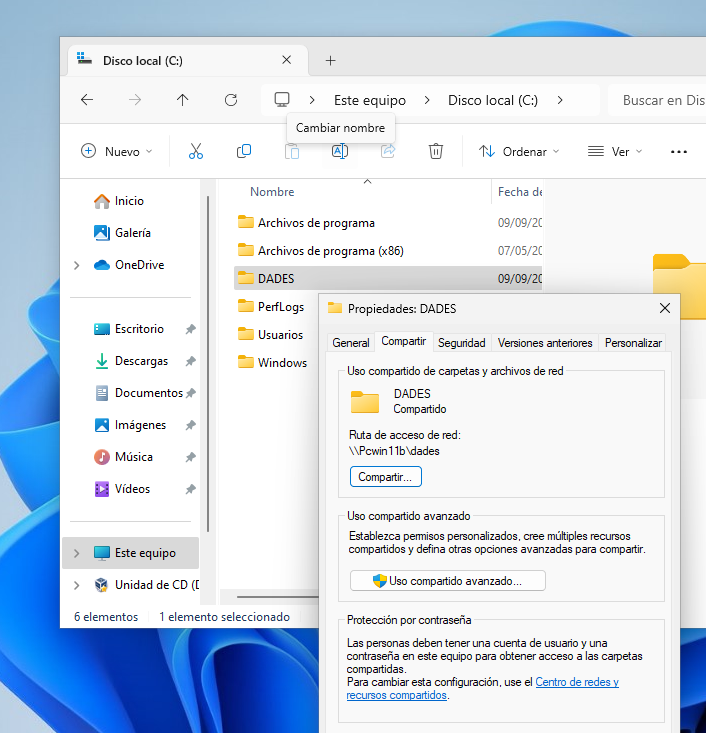 Disco local (C:)
Este equipo
Disco local (C:)
Buscar en Dis
Cambiar nombre
Nuevo
Ordenar
Ver
Nombre
Fecha de
Inicio
Galería
OneDrive
Escritorio
Descargas
Documentos
Imágenes
Música
Vídeos
Este equipo
Unidad de CD (D
Archivos de programa 09/09/20
Archivos de programa (x86) 07/05/20
DADES 09/09/20
PerfLogs
Usuarios
Windows
6 elementos
1 elemento seleccionado
Propiedades: DADES
General Compartir Seguridad Versiones anteriores Personalizar
Uso compartido de carpetas y archivos de red
DADES
Compartido
Ruta de acceso de red:
\\Pcwin11b\dades
Compartir...
Uso compartido avanzado
Establezca permisos personalizados, cree múltiples recursos
compartidos y defina otras opciones avanzadas para compartir.
Uso compartido avanzado...
Protección por contraseña
Las personas deben tener una cuenta de usuario y una
contraseña en este equipo para obtener acceso a las carpetas
compartidas.
Para cambiar esta configuración, use el Centro de redes y
recursos compartidos.